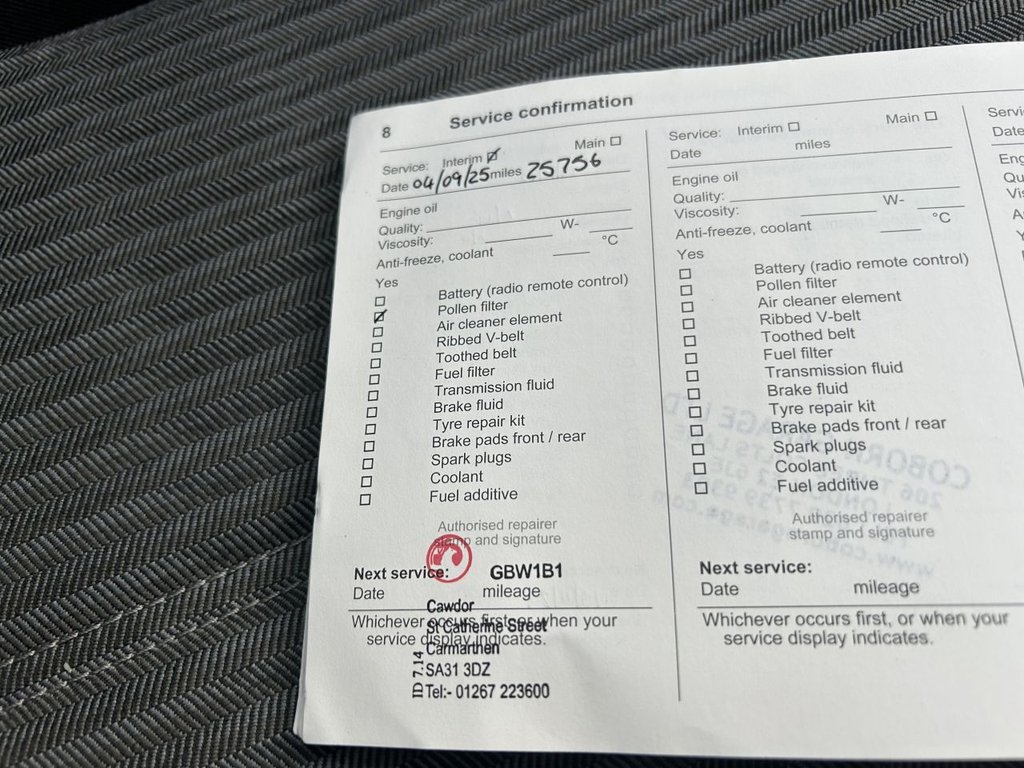 8 Service confirmation
Service: Interim ☑ Main ☐
Date 04/09/25 miles 25756
Engine oil
Quality:
Viscosity: W-
Anti-freeze, coolant °C
Yes
☐ Battery (radio remote control)
☑ Pollen filter
☐ Air cleaner element
☐ Ribbed V-belt
☐ Toothed belt
☐ Fuel filter
☐ Transmission fluid
☐ Brake fluid
☐ Tyre repair kit
☐ Brake pads front / rear
☐ Spark plugs
☐ Coolant
☐ Fuel additive
Authorised repairer
stamp and signature
Next service: GBW1B1
Date mileage
Cawdor
Whichever occurs first, or when your
St Catherine Street
service display indicates.
Carmarthen
SA31 3DZ
Tel:- 01267 223600
ID 7.14
Service: Interim ☐ Main ☐
Date miles
Engine oil
Quality:
Viscosity: W-
Anti-freeze, coolant °C
Yes
☐ Battery (radio remote control)
☐ Pollen filter
☐ Air cleaner element
☐ Ribbed V-belt
☐ Toothed belt
☐ Fuel filter
☐ Transmission fluid
☐ Brake fluid
☐ Tyre repair kit
☐ Brake pads front / rear
☐ Spark plugs
☐ Coolant
☐ Fuel additive
Authorised repairer
stamp and signature
Next service:
Date mileage
Whichever occurs first, or when your
service display indicates.
Date